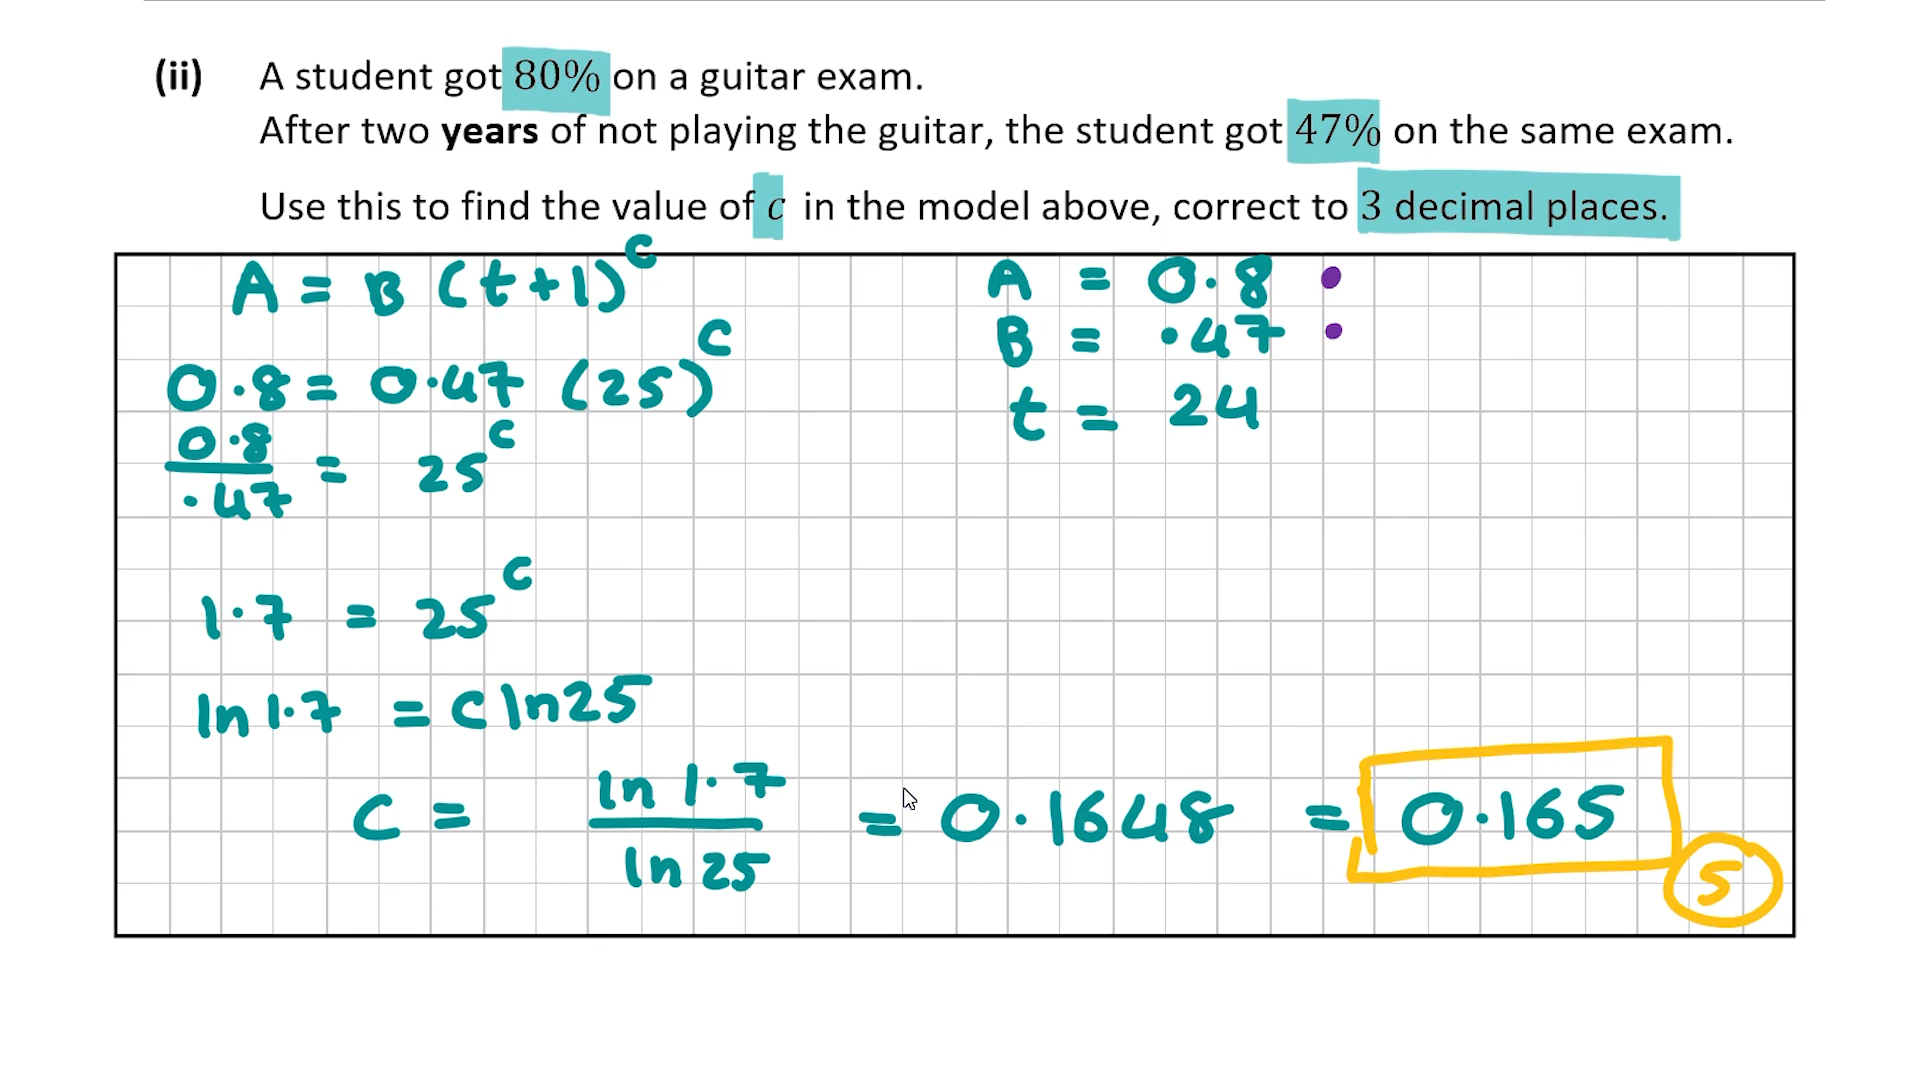 (ii) A student got 80% on a guitar exam.
After two years of not playing the guitar, the student got 47% on the same exam.
Use this to find the value of c in the model above, correct to 3 decimal places.
A = B (t+1)^c
A = 0.8
B = .47
0.8 = 0.47 (25)^c
t = 24
0.8/.47 = 25^c
1.7 = 25^c
ln 1.7 = c ln 25
c = ln 1.7 / ln 25 = 0.1648 = 0.165
5